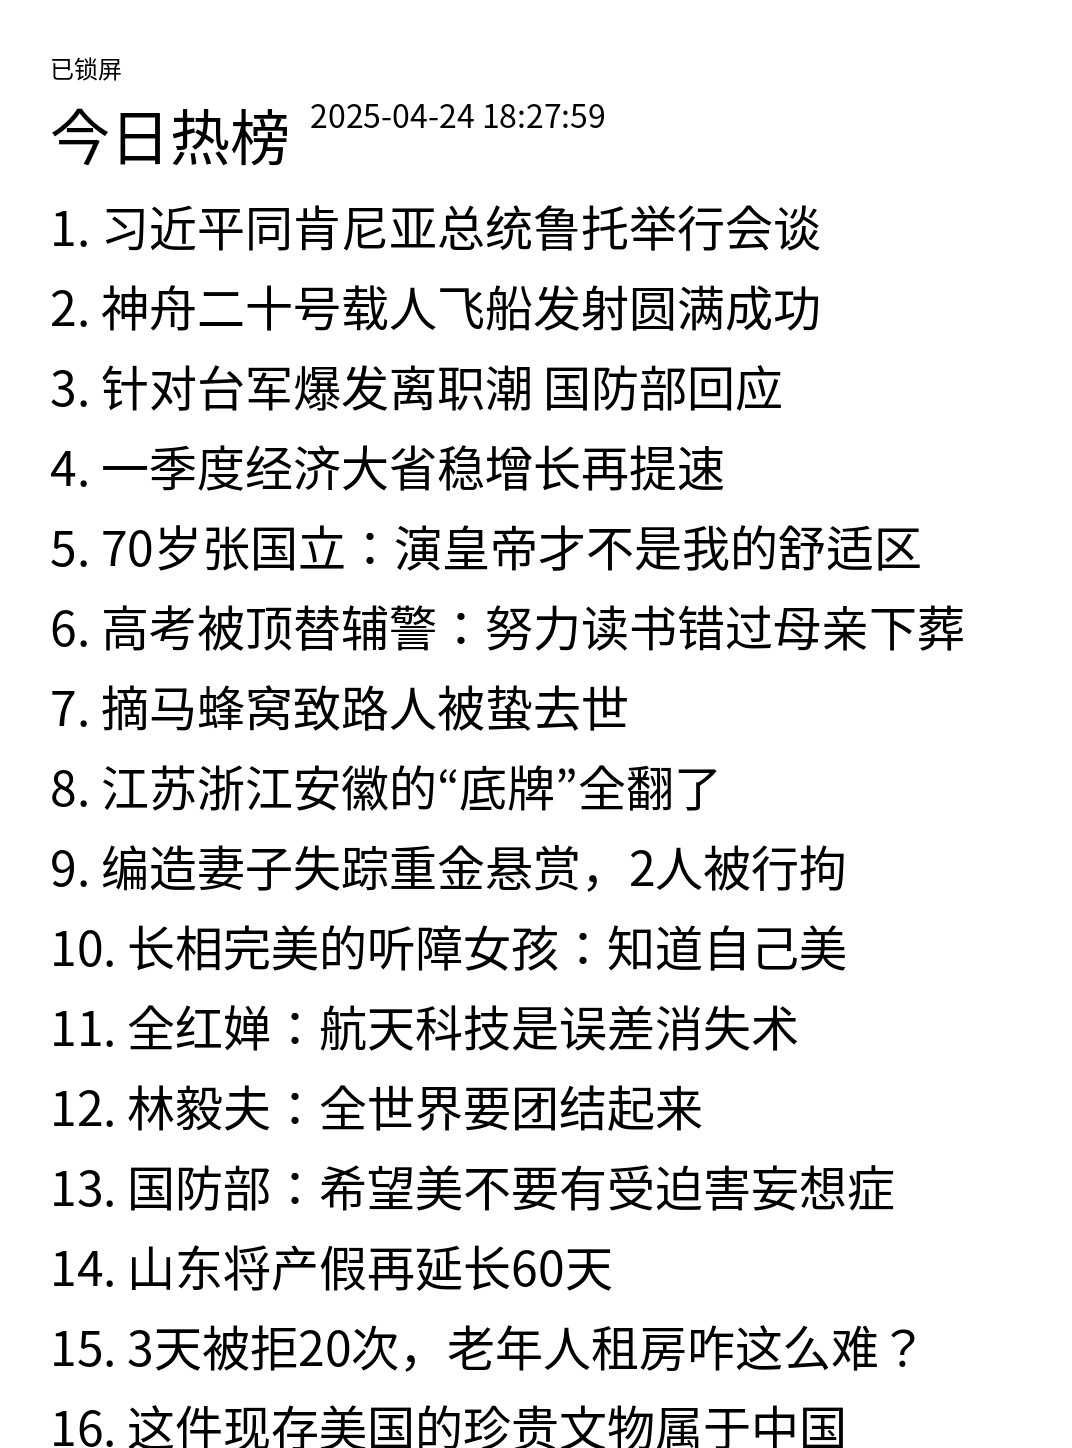 已锁屏
今日热榜 2025-04-24 18:27:59
1. 习近平同肯尼亚总统鲁托举行会谈
2. 神舟二十号载人飞船发射圆满成功
3. 针对台军爆发离职潮 国防部回应
4. 一季度经济大省稳增长再提速
5. 70岁张国立：演皇帝才不是我的舒适区
6. 高考被顶替辅警：努力读书错过母亲下葬
7. 摘马蜂窝致路人被蛰去世
8. 江苏浙江安徽的“底牌”全翻了
9. 编造妻子失踪重金悬赏，2人被行拘
10. 长相完美的听障女孩：知道自己美
11. 全红婵：航天科技是误差消失术
12. 林毅夫：全世界要团结起来
13. 国防部：希望美不要有受迫害妄想症
14. 山东将产假再延长60天
15. 3天被拒20次，老年人租房咋这么难？
16. 这件现存美国的珍贵文物属于中国